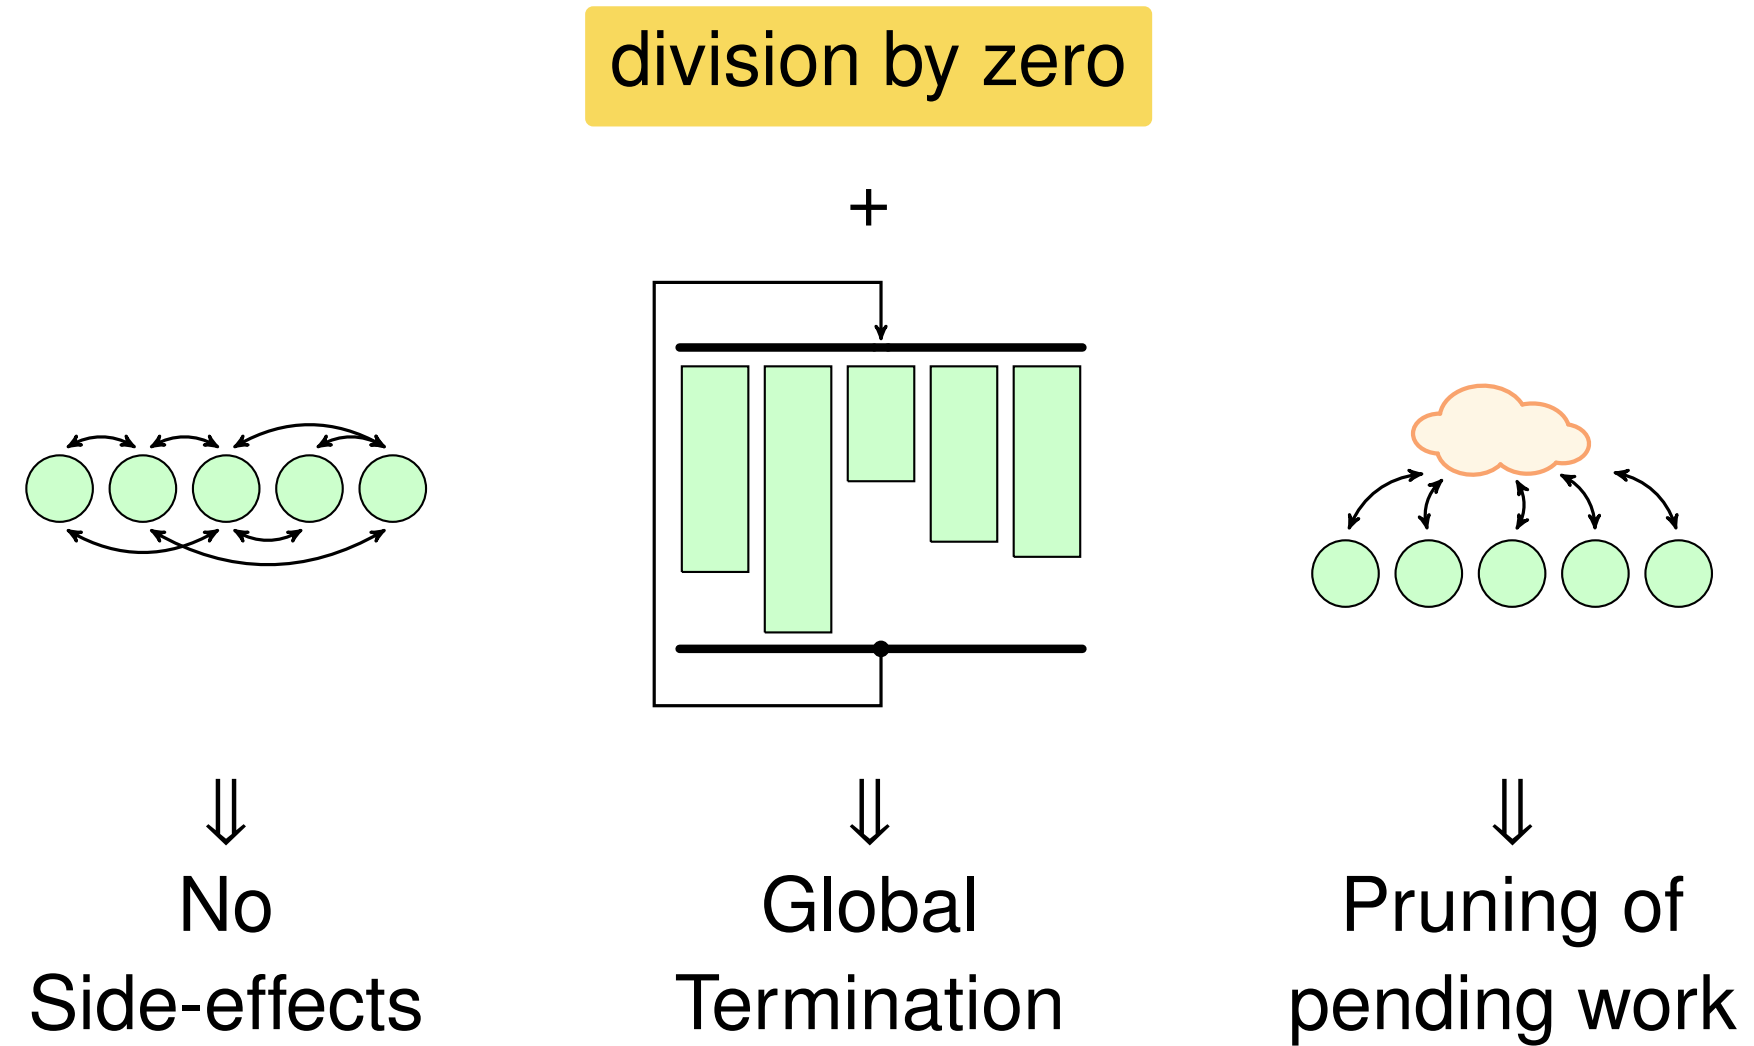 division by zero
+
⇓ ⇓ ⇓
No
Side-effects
Global
Termination
Pruning of
pending work